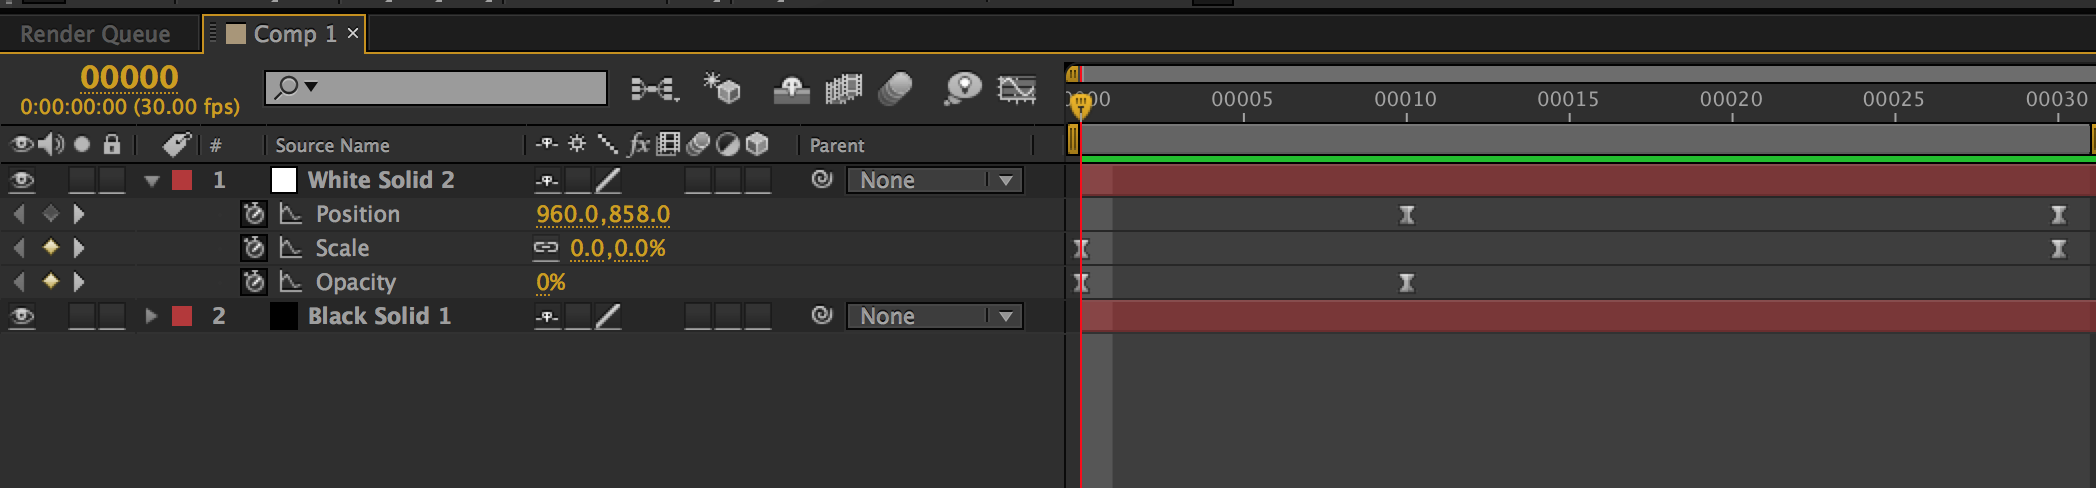 Render Queue Comp 1 ×
00000
0:00:00:00 (30.00 fps)
00005 00010 00015 00020 00025 00030
# Source Name fx Parent
1 White Solid 2 None
Position 960.0,858.0
Scale 0.0,0.0%
Opacity 0%
2 Black Solid 1 None